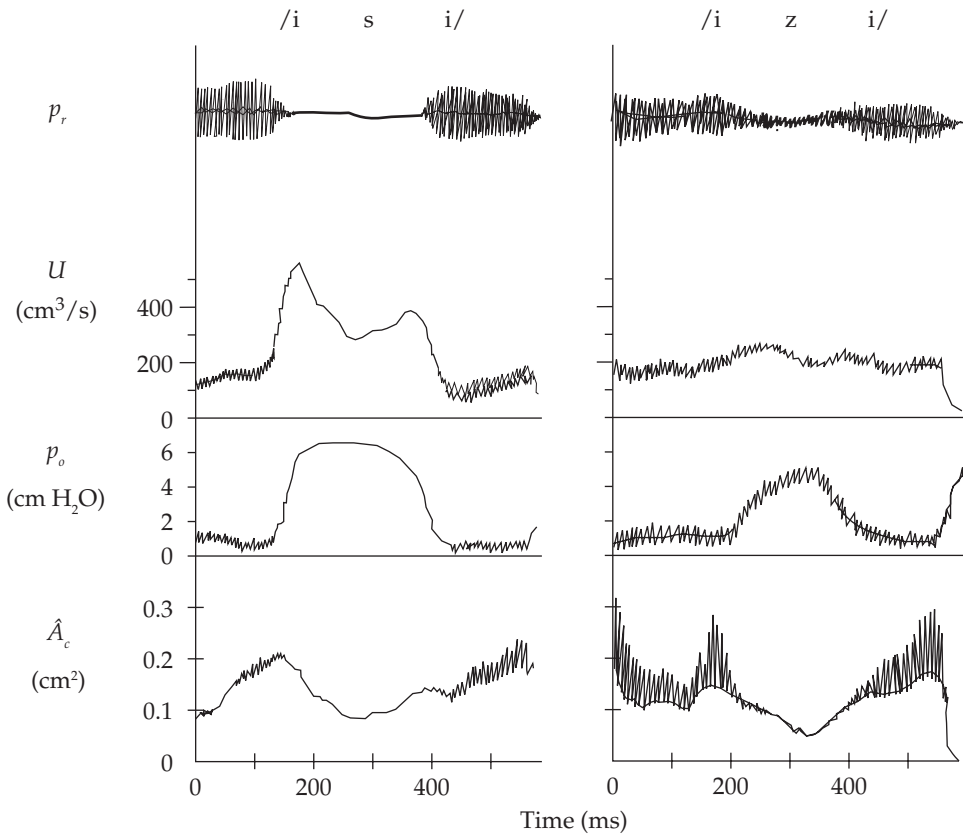 /i s i/ /i z i/
p_r
U
(cm³/s)
400
200
0
p_o
(cm H₂O)
6
4
2
0
Â_c
(cm²)
0.3
0.2
0.1
0
0 200 400 0 200 400
Time (ms)